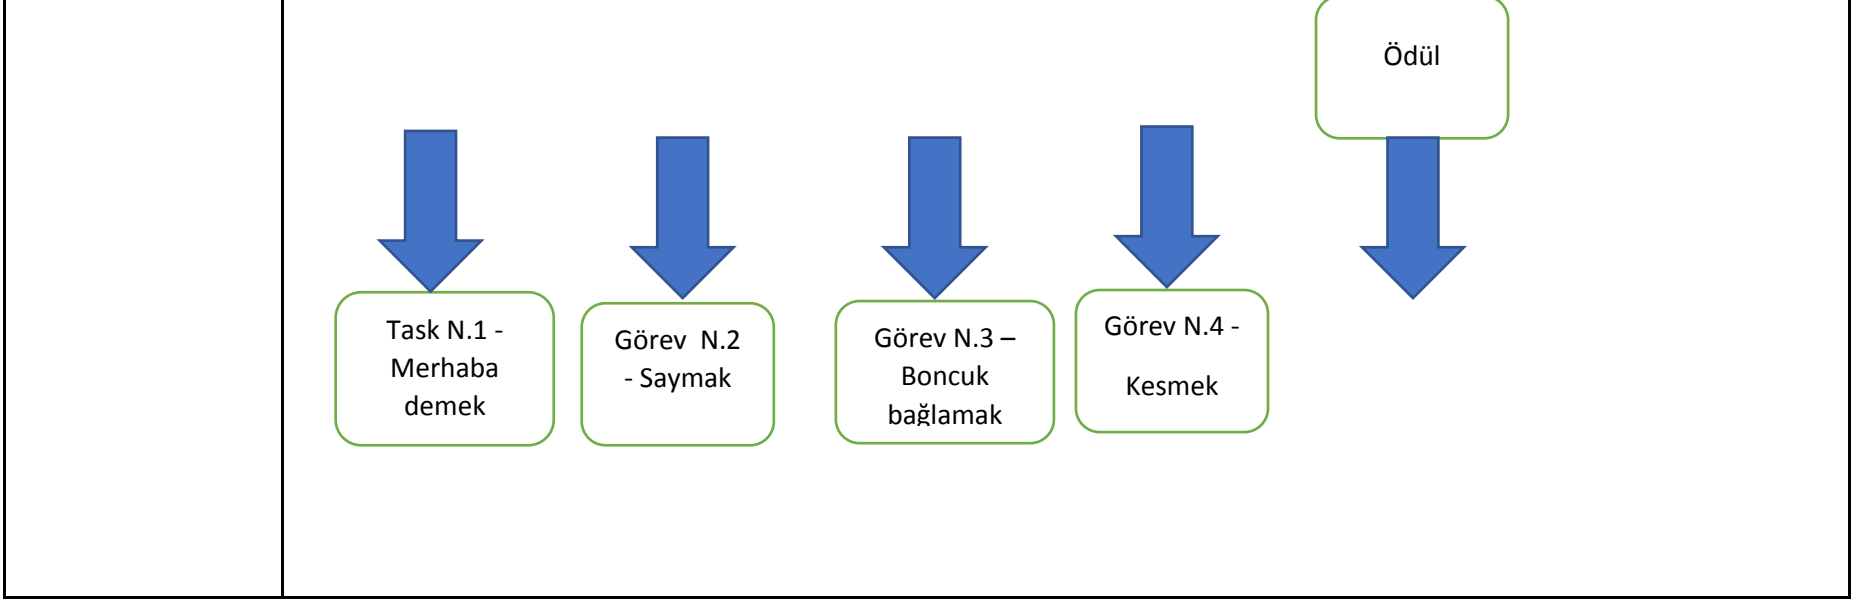 Ödül
Task N.1 -
Merhaba
demek
Görev  N.2
- Saymak
Görev N.3 –
Boncuk
bağlamak
Görev N.4 -
Kesmek